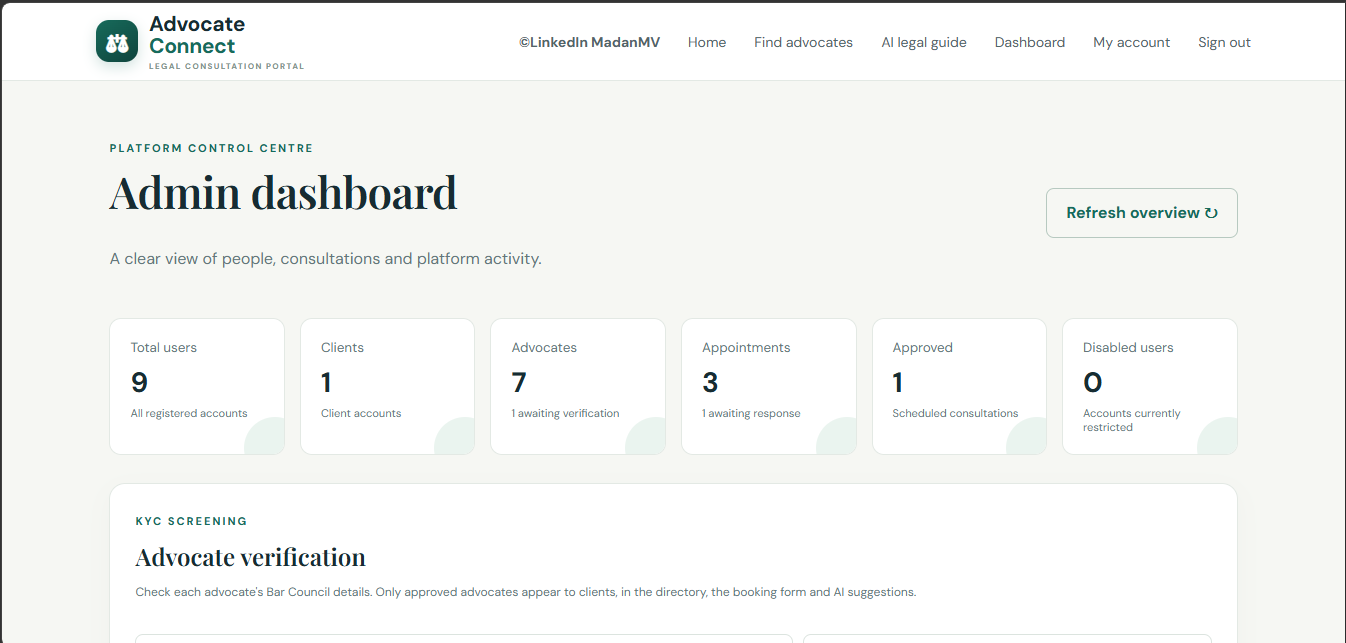 Advocate
Connect
LEGAL CONSULTATION PORTAL
©LinkedIn MadanMV
Home
Find advocates
AI legal guide
Dashboard
My account
Sign out
PLATFORM CONTROL CENTRE
Admin dashboard
Refresh overview ↻
A clear view of people, consultations and platform activity.
Total users
9
All registered accounts
Clients
1
Client accounts
Advocates
7
1 awaiting verification
Appointments
3
1 awaiting response
Approved
1
Scheduled consultations
Disabled users
0
Accounts currently
restricted
KYC SCREENING
Advocate verification
Check each advocate's Bar Council details. Only approved advocates appear to clients, in the directory, the booking form and AI suggestions.